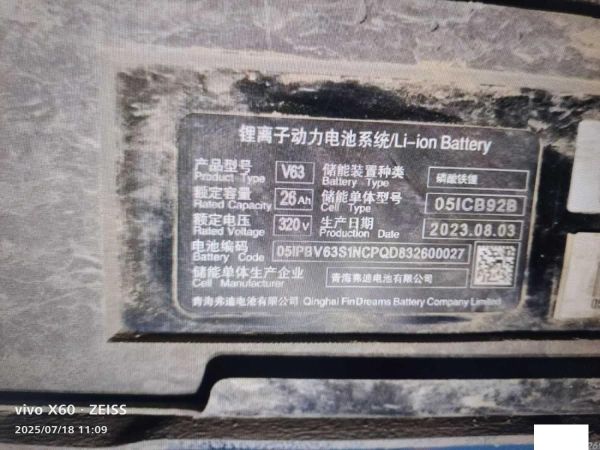 锂离子动力电池系统/Li-ion Battery
产品型号 V63 储能装置种类 磷酸铁锂
Product Type Battery Type
额定容量 26Ah 储能单体型号 05ICB92B
Rated Capacity Cell Type
额定电压 320v 生产日期 2023.08.03
Rated Voltage Production Date
电池编码 05IPBV63S1NCPQD832600027
Battery Code
储能单体生产企业 青海弗迪电池有限公司
Cell Manufacturer
青海弗迪电池有限公司 Qinghai FinDreams Battery Company Limited
vivo X60 · ZEISS
2025/07/18 11:09